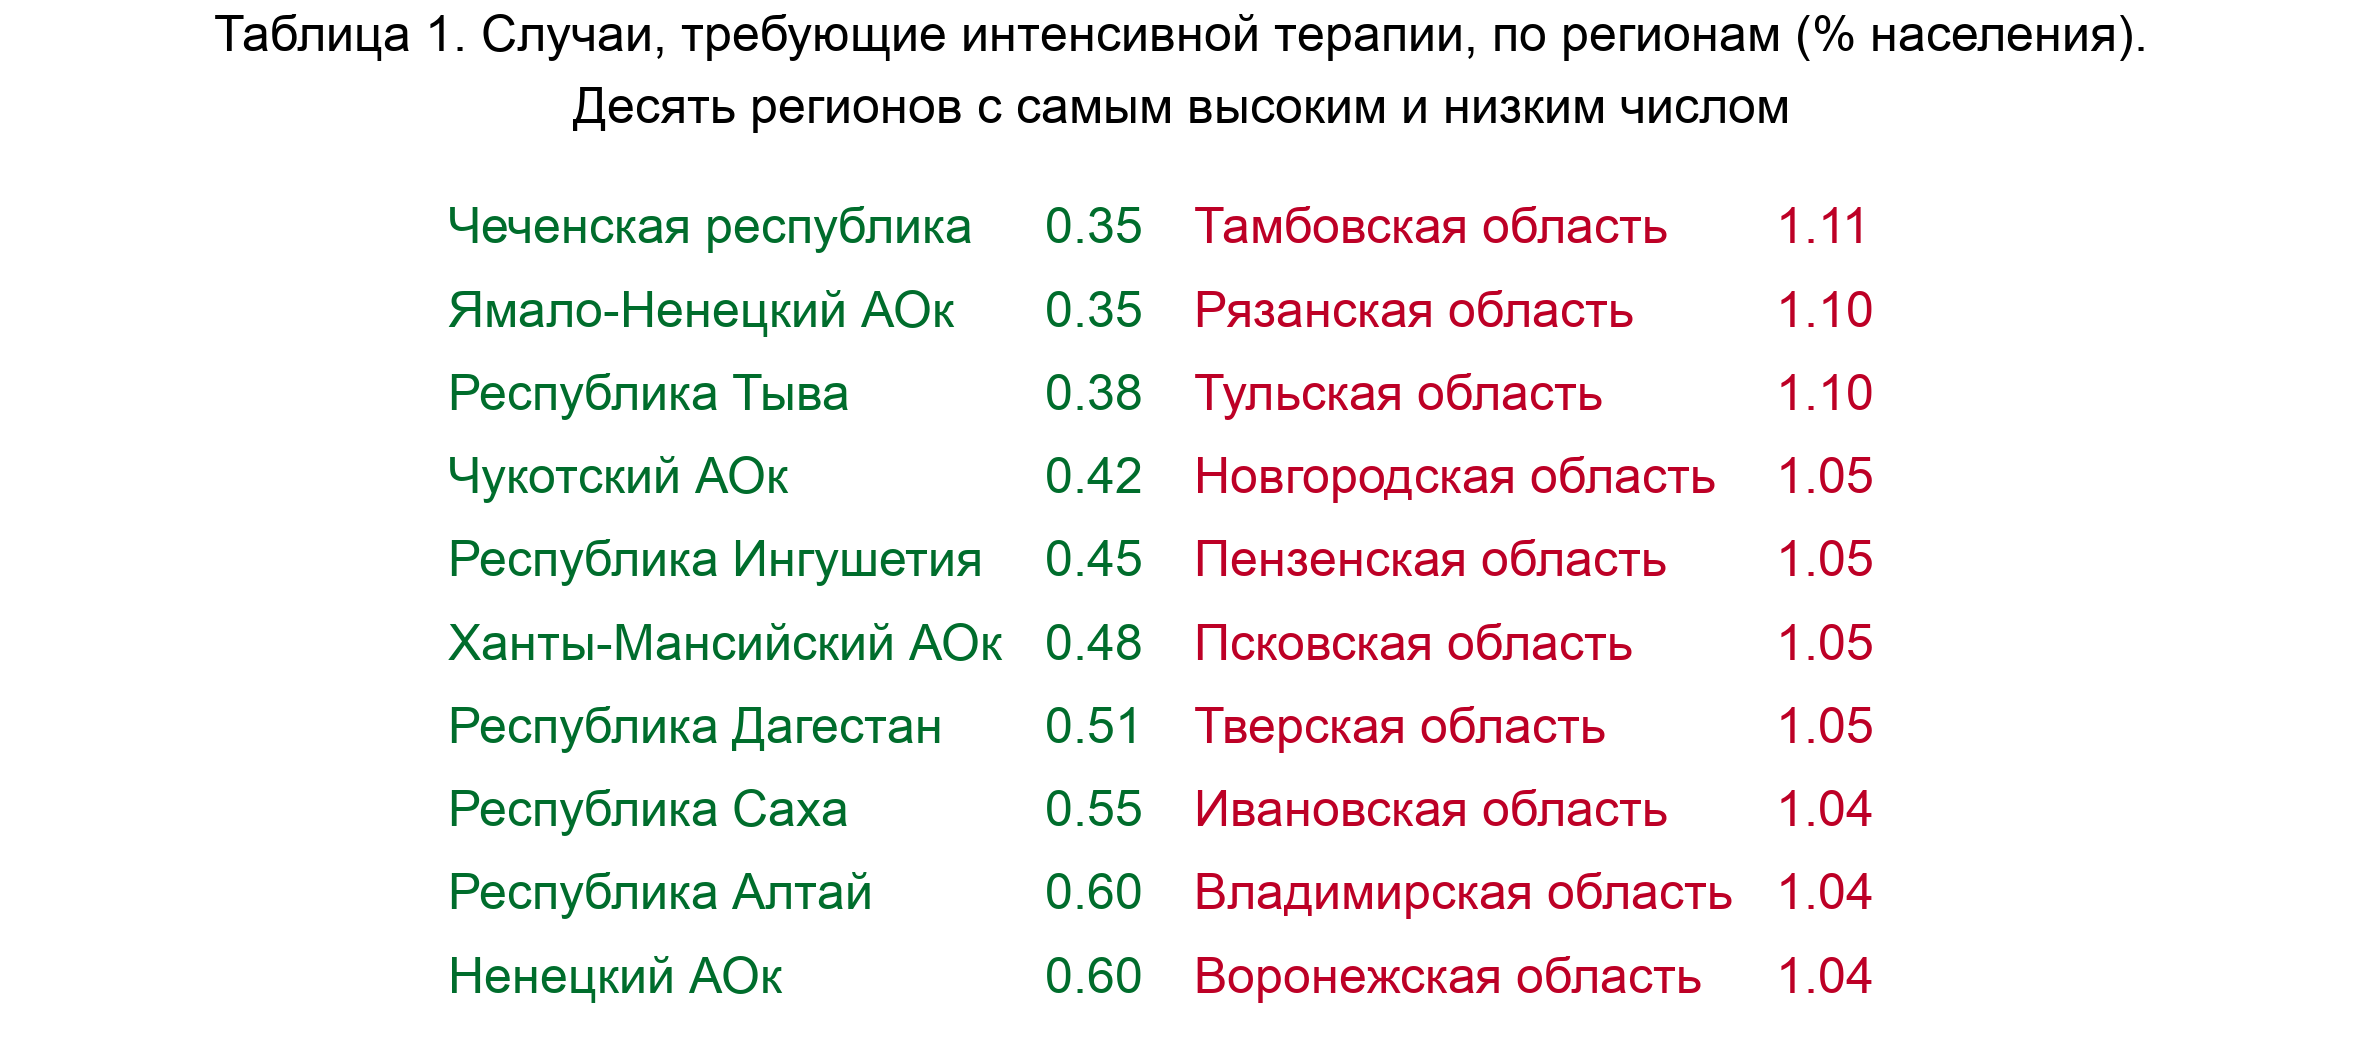 Таблица 1. Случаи, требующие интенсивной терапии, по регионам (% населения).
Десять регионов с самым высоким и низким числом
Чеченская республика 0.35 Тамбовская область 1.11
Ямало-Ненецкий АОк 0.35 Рязанская область 1.10
Республика Тыва 0.38 Тульская область 1.10
Чукотский АОк 0.42 Новгородская область 1.05
Республика Ингушетия 0.45 Пензенская область 1.05
Ханты-Мансийский АОк 0.48 Псковская область 1.05
Республика Дагестан 0.51 Тверская область 1.05
Республика Саха 0.55 Ивановская область 1.04
Республика Алтай 0.60 Владимирская область 1.04
Ненецкий АОк 0.60 Воронежская область 1.04